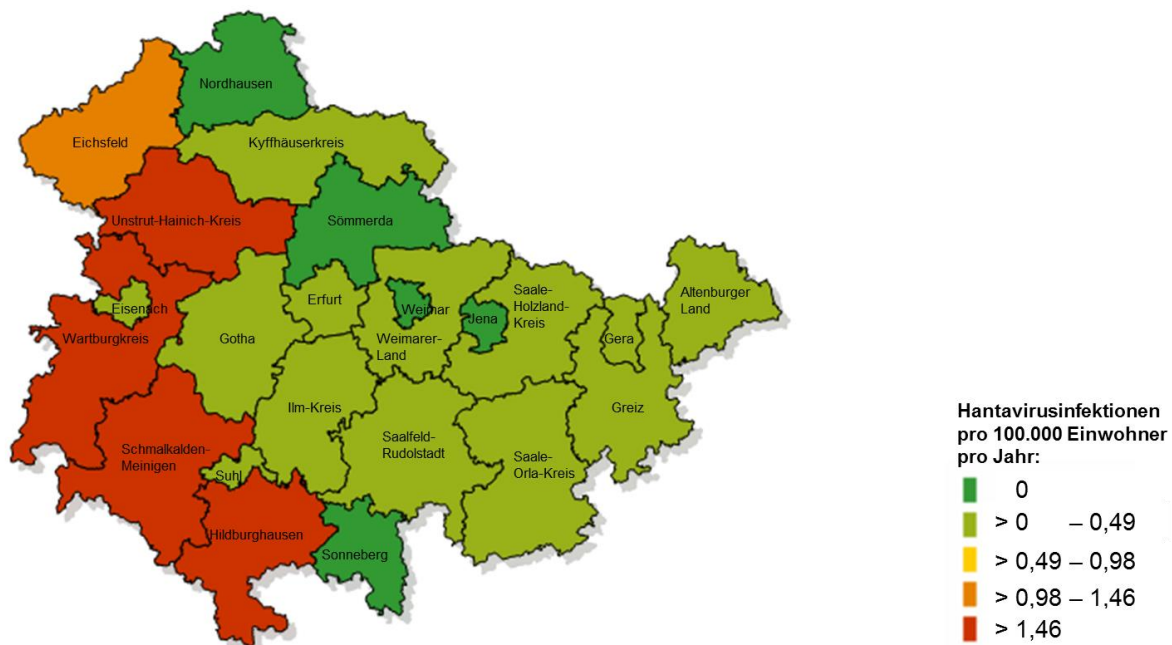 Nordhausen
Eichsfeld
Kyffhäuserkreis
Unstrut-Hainich-Kreis
Sömmerda
Eisenach
Erfurt
Weimar
Saale-
Holzland-
Kreis
Jena
Altenburger
Land
Wartburgkreis
Gotha
Weimarer-
Land
Gera
Ilm-Kreis
Greiz
Schmalkalden-
Meinigen
Saalfeld-
Rudolstadt
Saale-
Orla-Kreis
Suhl
Hildburghausen
Sonneberg
Hantavirusinfektionen
pro 100.000 Einwohner
pro Jahr:
0
> 0 – 0,49
> 0,49 – 0,98
> 0,98 – 1,46
> 1,46